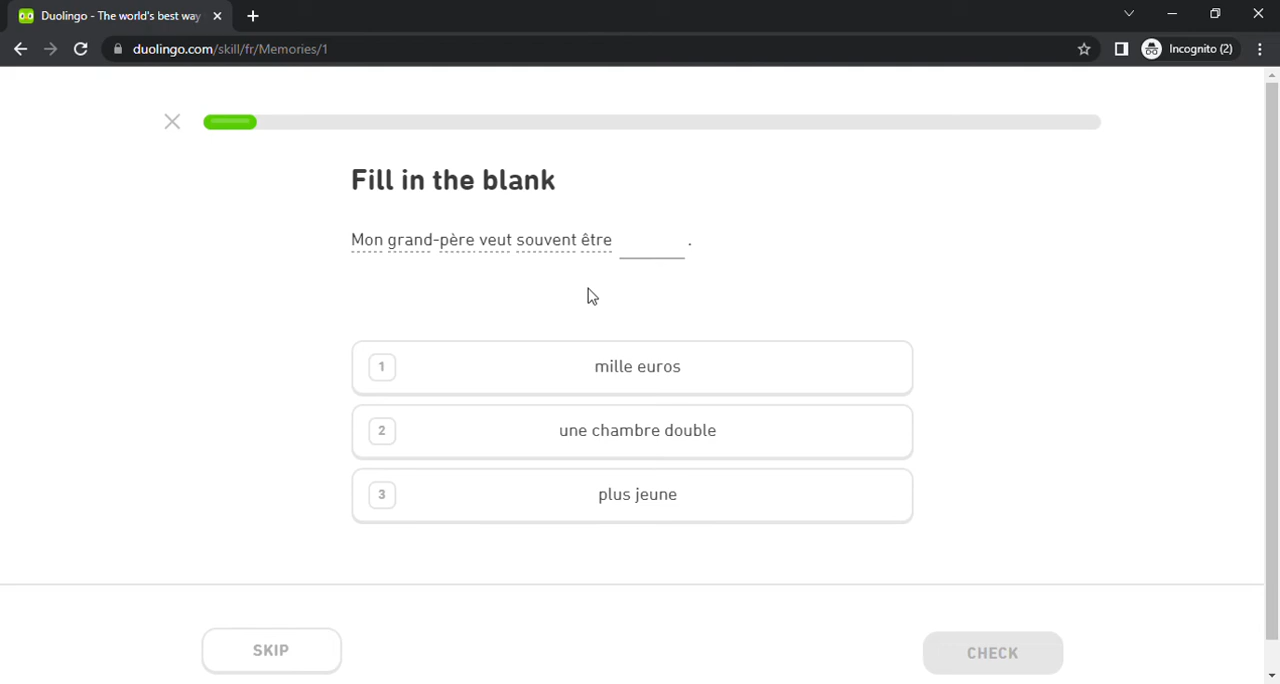 Duolingo - The world's best way
duolingo.com/skill/fr/Memories/1
Incognito (2)
Fill in the blank
Mon grand-père veut souvent être ______ .
1 mille euros
2 une chambre double
3 plus jeune
SKIP
CHECK